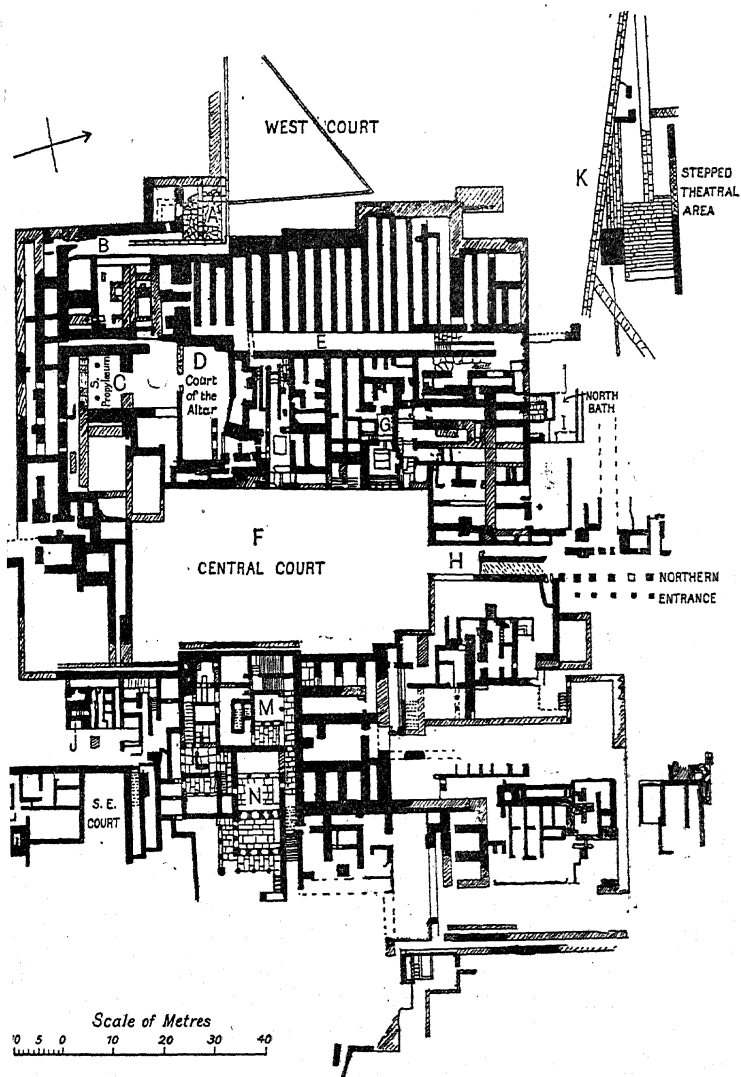 WEST COURT
K
STEPPED
THEATRAL
AREA
A
B
E
D
Court
of the
Altar
S. Propylaeum
C
G
NORTH
BATH
I
F
CENTRAL COURT
H
NORTHERN
ENTRANCE
M
J
L
N
S. E.
COURT
Scale of Metres
10 5 0 10 20 30 40